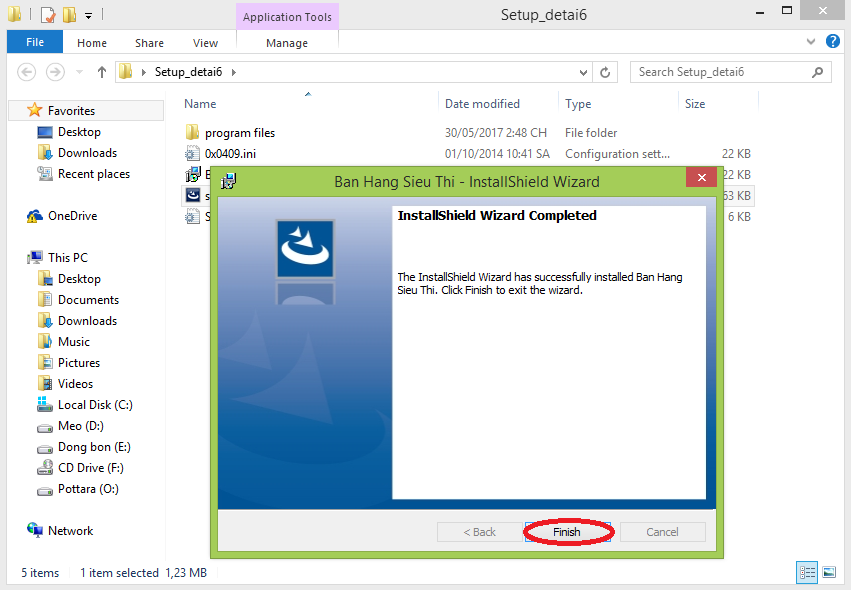 Application Tools
Setup_detai6
File
Home
Share
View
Manage
Setup_detai6
Search Setup_detai6
Name
Date modified
Type
Size
Favorites
Desktop
Downloads
Recent places
OneDrive
This PC
Desktop
Documents
Downloads
Music
Pictures
Videos
Local Disk (C:)
Meo (D:)
Dong bon (E:)
CD Drive (F:)
Pottara (O:)
Network
program files
30/05/2017 2:48 CH
File folder
0x0409.ini
01/10/2014 10:41 SA
Configuration sett...
22 KB
22 KB
63 KB
6 KB
Ban Hang Sieu Thi - InstallShield Wizard
InstallShield Wizard Completed
The InstallShield Wizard has successfully installed Ban Hang
Sieu Thi. Click Finish to exit the wizard.
< Back
Finish
Cancel
5 items
1 item selected 1,23 MB